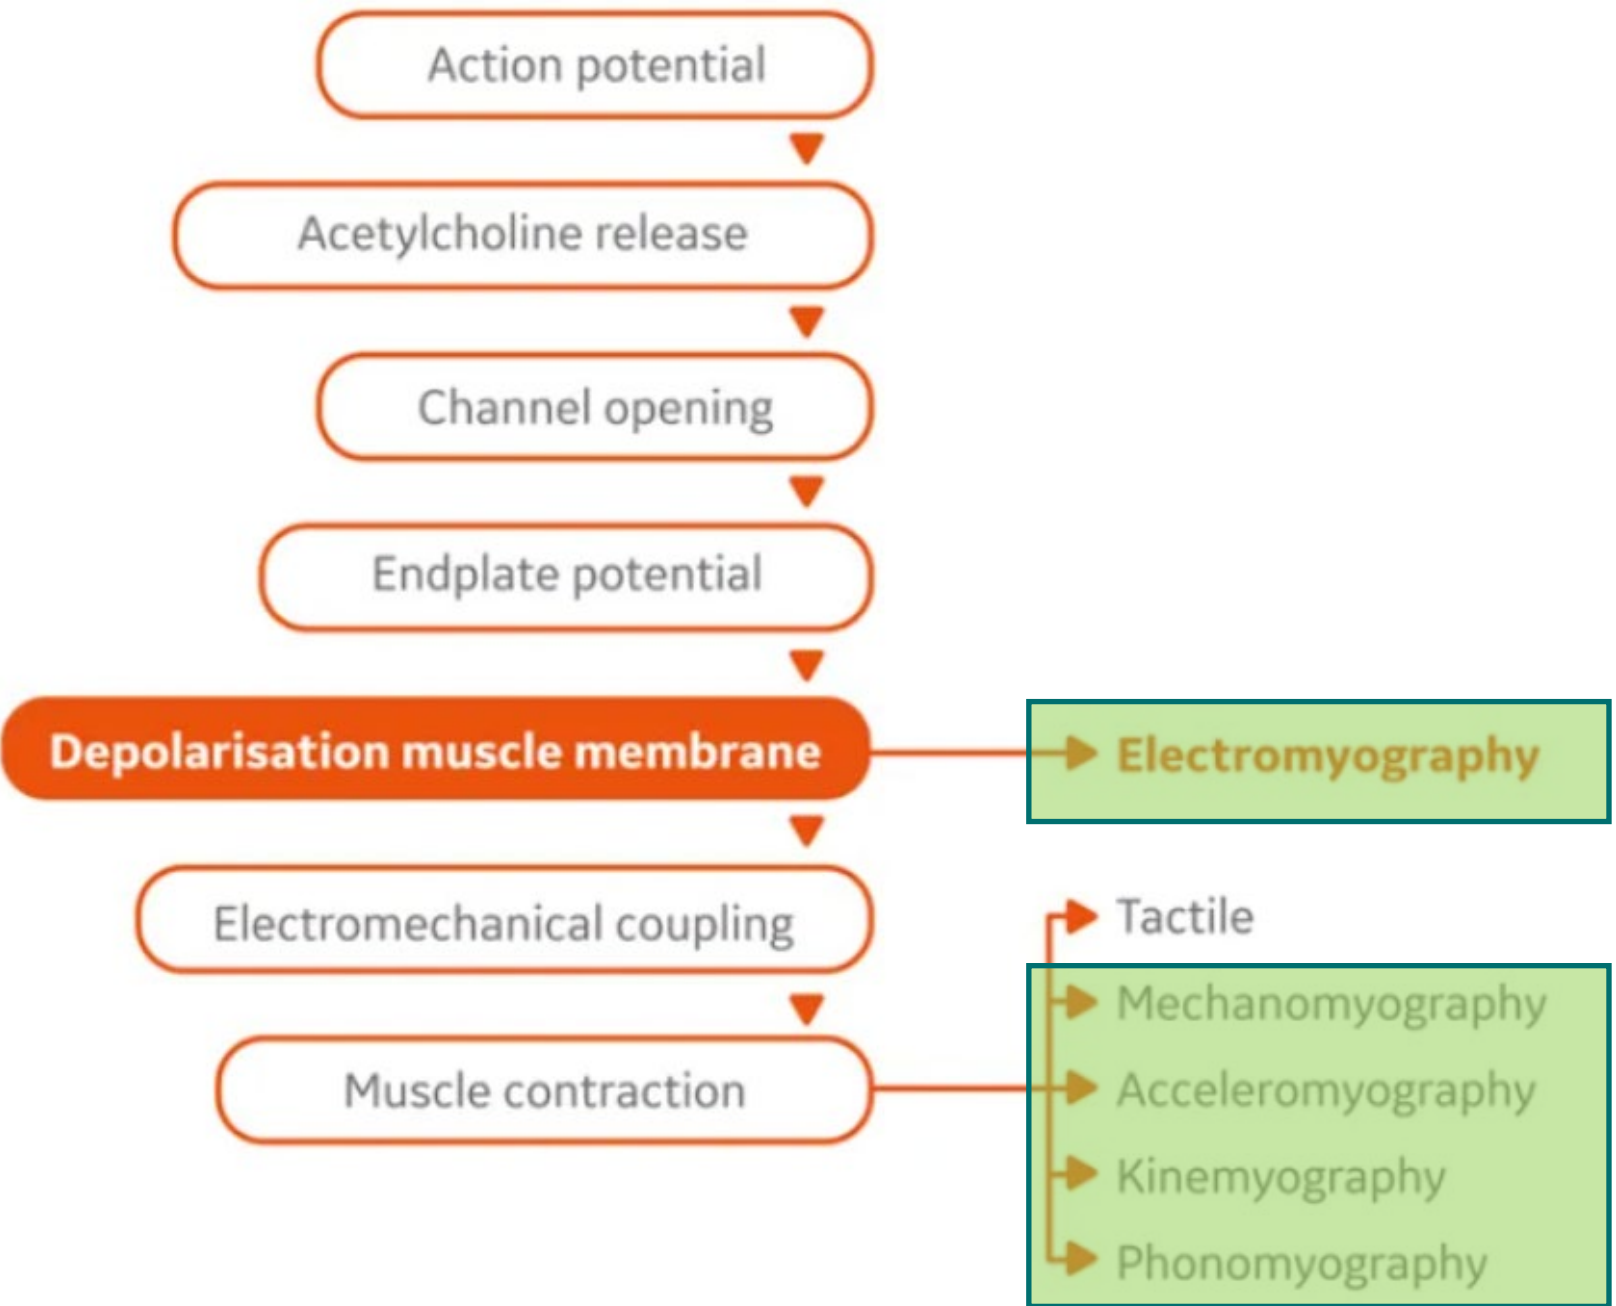 Action potential
Acetylcholine release
Channel opening
Endplate potential
Depolarisation muscle membrane
Electromyography
Electromechanical coupling
Tactile
Mechanomyography
Muscle contraction
Acceleromyography
Kinemyography
Phonomyography